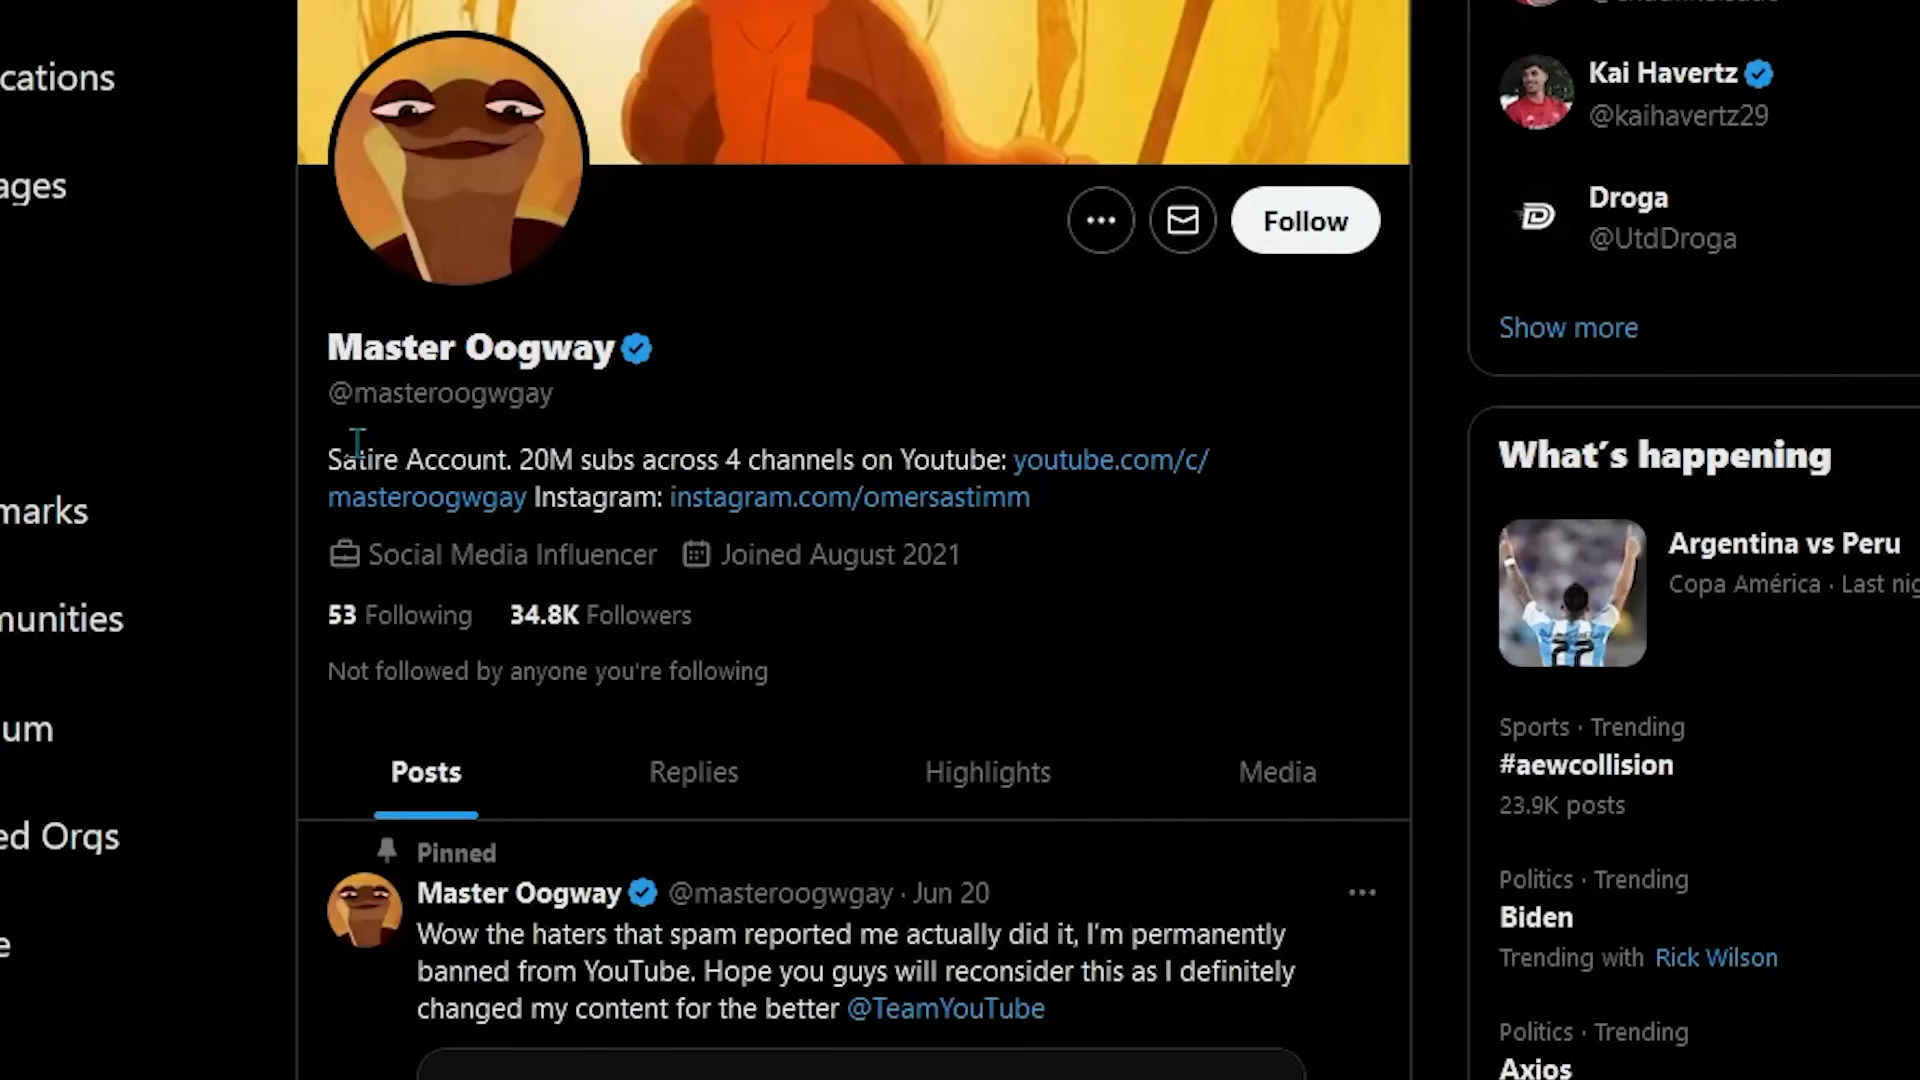 cations
ages
marks
munities
um
ed Orgs
e
Follow
Master Oogway
@masteroogwgay
Satire Account. 20M subs across 4 channels on Youtube: youtube.com/c/
masteroogwgay Instagram: instagram.com/omersastimm
Social Media Influencer Joined August 2021
53 Following 34.8K Followers
Not followed by anyone you're following
Posts Replies Highlights Media
Pinned
Master Oogway @masteroogwgay · Jun 20
Wow the haters that spam reported me actually did it, I'm permanently
banned from YouTube. Hope you guys will reconsider this as I definitely
changed my content for the better @TeamYouTube
Kai Havertz
@kaihavertz29
Droga
@UtdDroga
Show more
What's happening
Argentina vs Peru
Copa América · Last nig
Sports · Trending
#aewcollision
23.9K posts
Politics · Trending
Biden
Trending with Rick Wilson
Politics · Trending
Axios